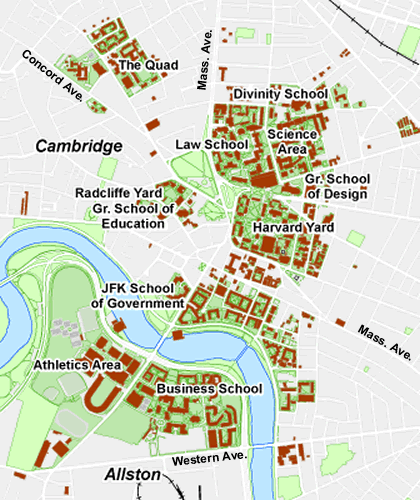 Concord Ave.
The Quad
Mass. Ave.
Divinity School
Science
Area
Law School
Cambridge
Gr. School
of Design
Radcliffe Yard
Gr. School of
Education
Harvard Yard
JFK School
of Government
Mass. Ave.
Athletics Area
Business School
Western Ave.
Allston